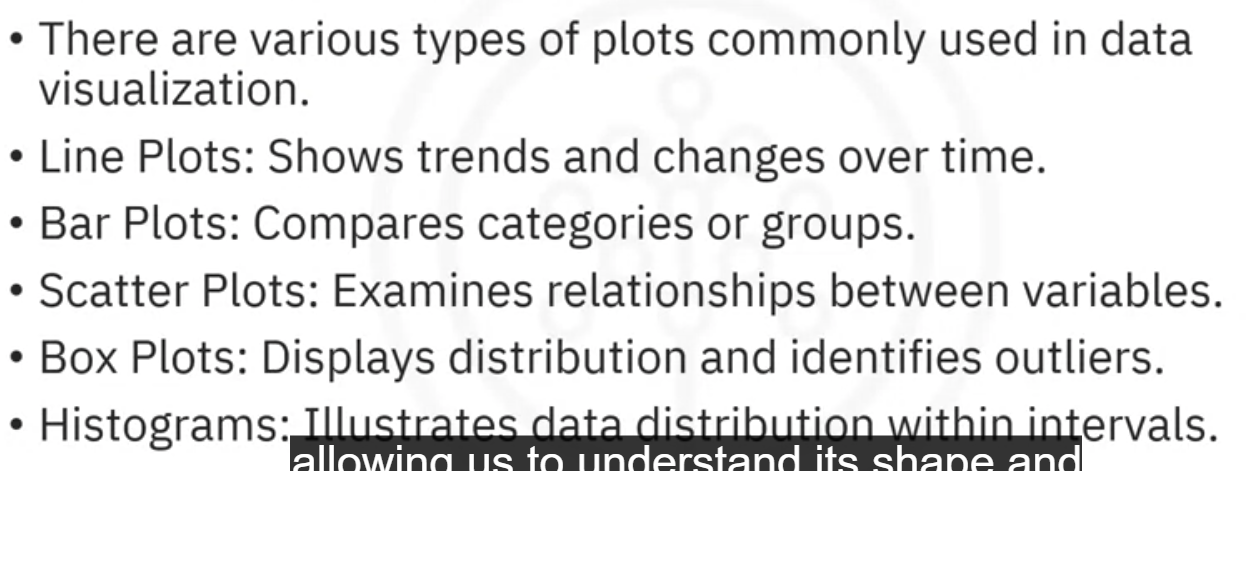 • There are various types of plots commonly used in data
visualization.
• Line Plots: Shows trends and changes over time.
• Bar Plots: Compares categories or groups.
• Scatter Plots: Examines relationships between variables.
• Box Plots: Displays distribution and identifies outliers.
• Histograms: Illustrates data distribution within intervals.
allowing us to understand its shape and